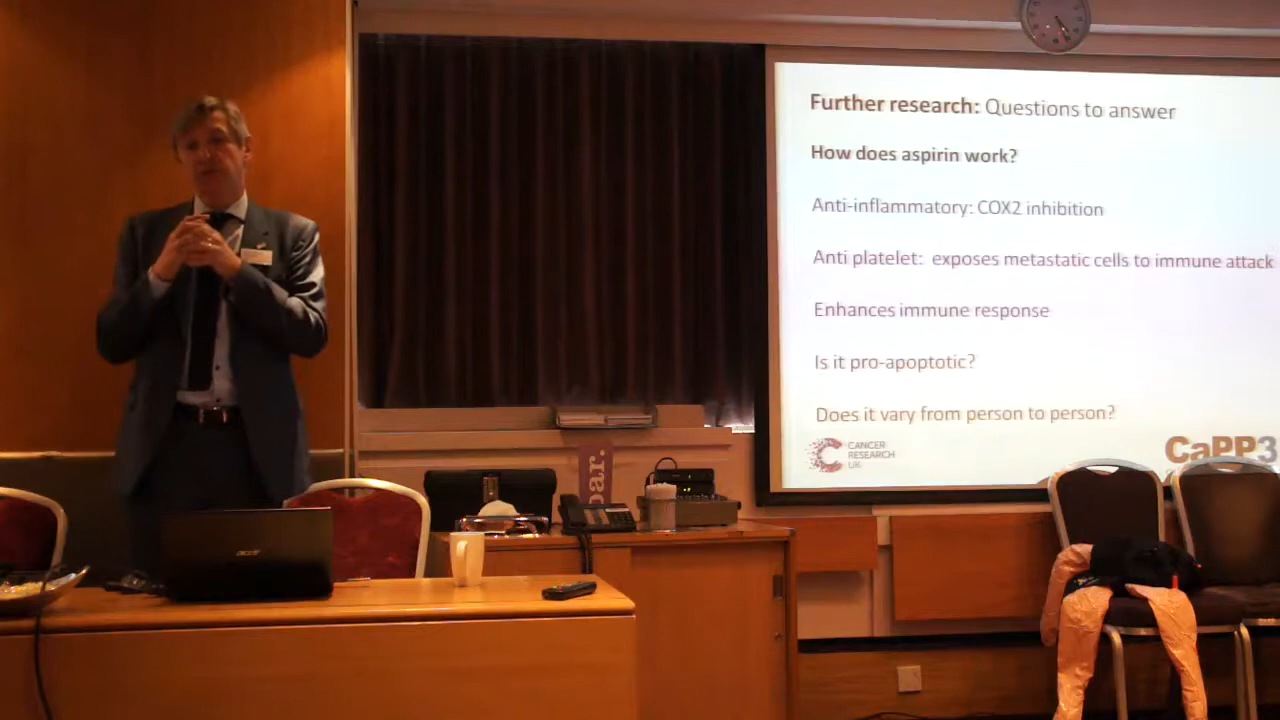 Further research: Questions to answer
How does aspirin work?
Anti-inflammatory: COX2 inhibition
Anti platelet:  exposes metastatic cells to immune attack
Enhances immune response
Is it pro-apoptotic?
Does it vary from person to person?
CANCER
RESEARCH
UK
CaPP3
bar.
acer